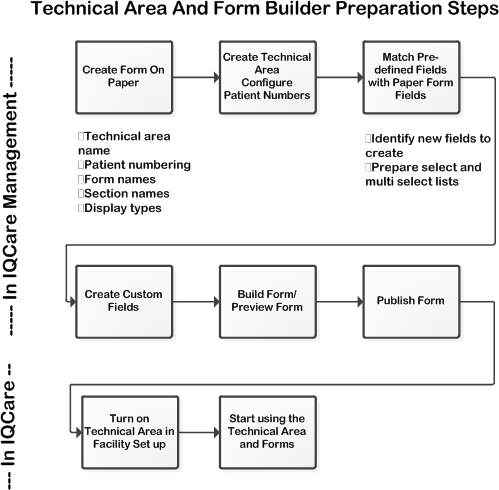 Technical Area And Form Builder Preparation Steps
----- In IQCare Management -----
Create Form On
Paper
Create Technical
Area
Configure
Patient Numbers
Match Pre-
defined Fields
with Paper Form
Fields
Technical area
name
Patient numbering
Form names
Section names
Display types
Identify new fields to
create
Prepare select and
multi select lists
Create Custom
Fields
Build Form/
Preview Form
Publish Form
--- In IQCare --
Turn on
Technical Area in
Facility Set up
Start using the
Technical Area
and Forms